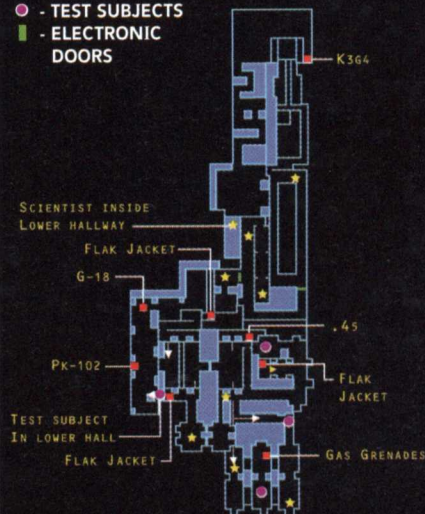 - TEST SUBJECTS
- ELECTRONIC
DOORS
K3G4
SCIENTIST INSIDE
LOWER HALLWAY
FLAK JACKET
G-18
.45
PK-102
FLAK
JACKET
TEST SUBJECT
IN LOWER HALL
FLAK JACKET
GAS GRENADES